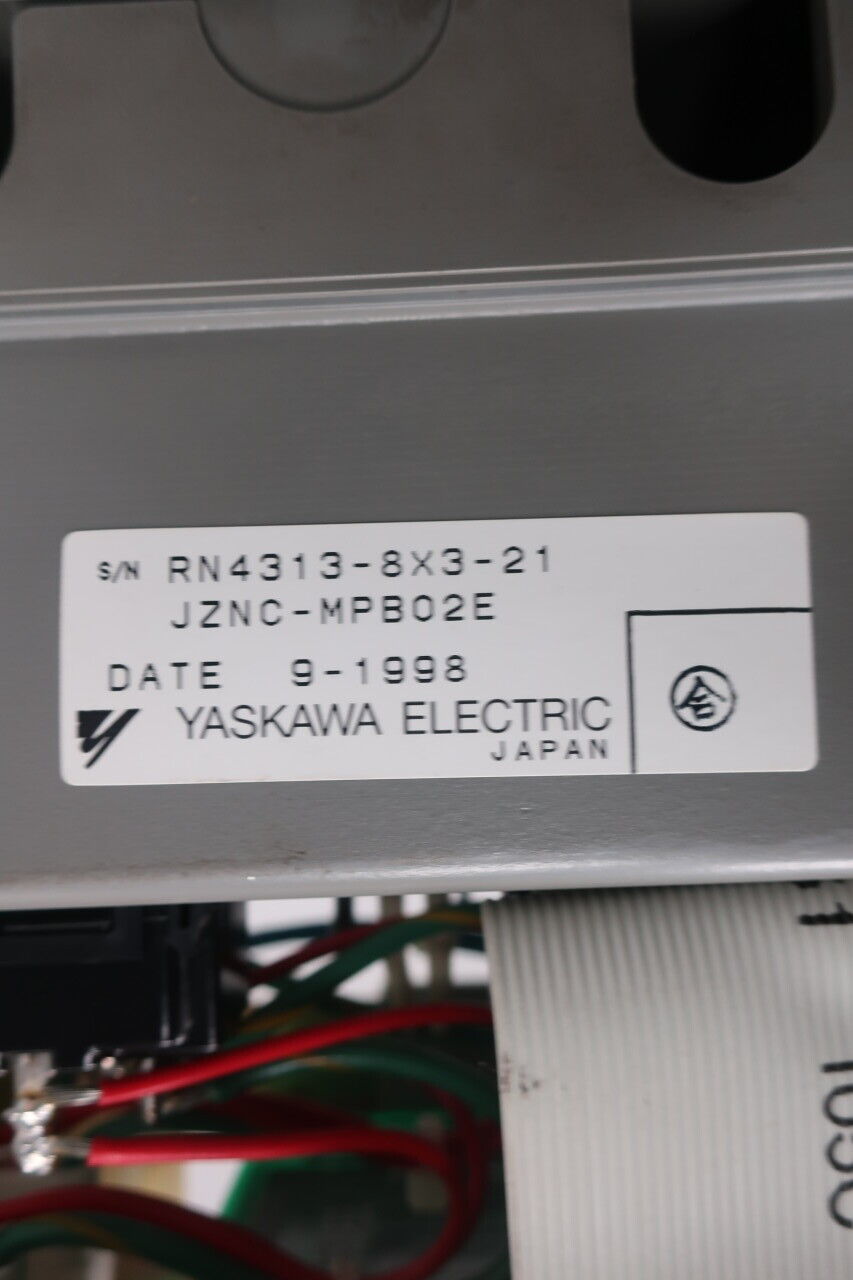 S/N RN4313-8X3-21
JZNC-MPB02E
DATE 9-1998
YASKAWA ELECTRIC
JAPAN
合